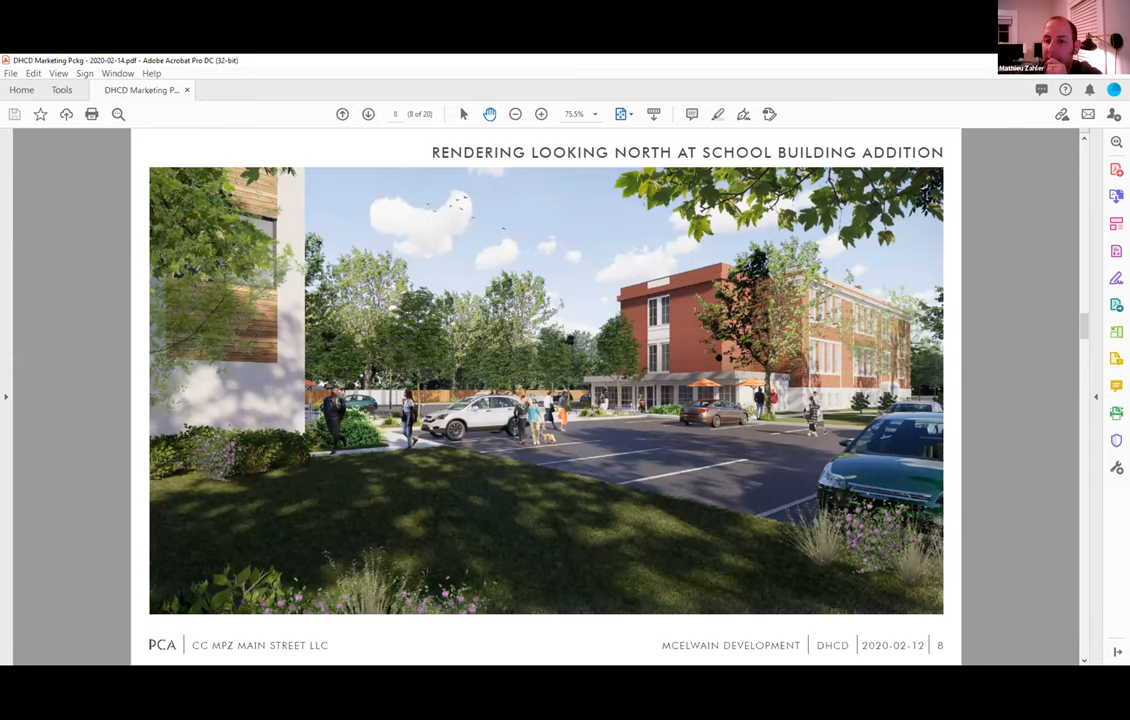 Mathieu Zahler
DHCD Marketing Pckg - 2020-02-14.pdf - Adobe Acrobat Pro DC (32-bit)
File Edit View Sign Window Help
Home Tools DHCD Marketing P... ×
8 (8 of 20) 75.5%
RENDERING LOOKING NORTH AT SCHOOL BUILDING ADDITION
PCA CC MPZ MAIN STREET LLC MCELWAIN DEVELOPMENT DHCD 2020-02-12 8